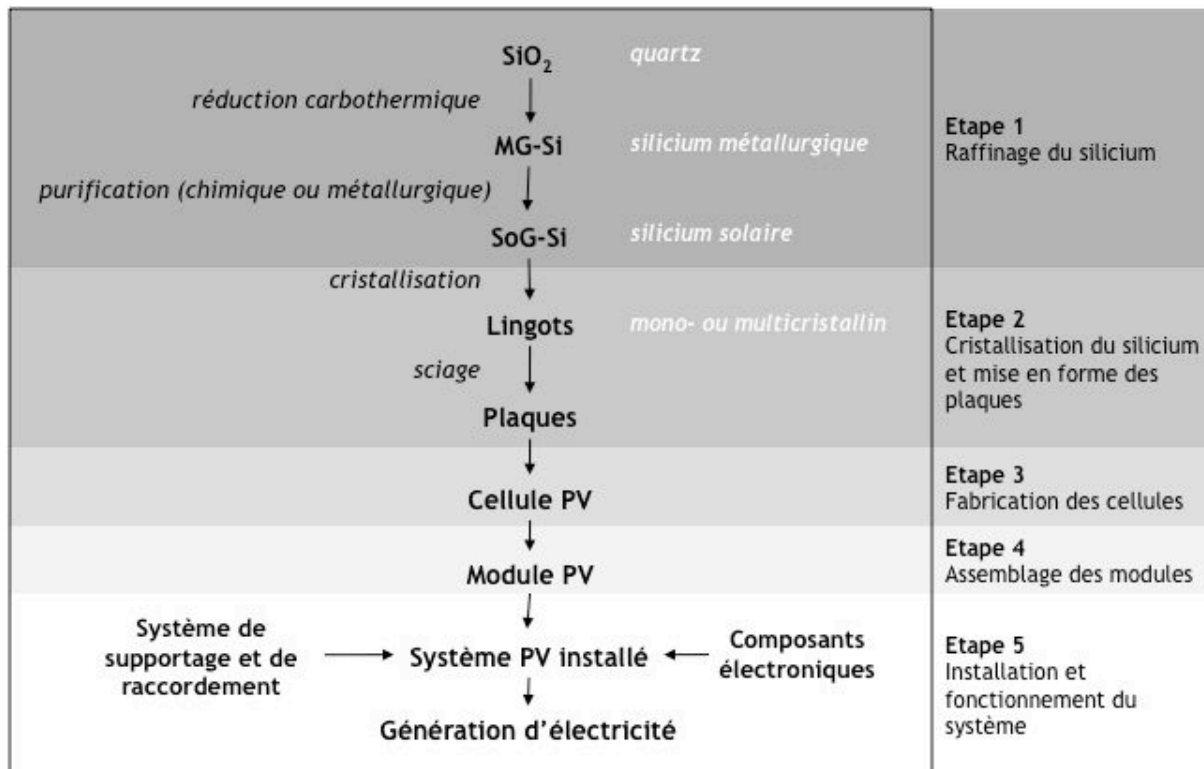 SiO₂ quartz
réduction carbothermique
MG-Si silicium métallurgique
purification (chimique ou métallurgique)
SoG-Si silicium solaire
Etape 1
Raffinage du silicium
cristallisation
Lingots mono- ou multicristallin
sciage
Plaques
Etape 2
Cristallisation du silicium
et mise en forme des
plaques
Cellule PV
Etape 3
Fabrication des cellules
Module PV
Etape 4
Assemblage des modules
Système de
supportage et de
raccordement
Système PV installé
Composants
électroniques
Génération d'électricité
Etape 5
Installation et
fonctionnement du
système